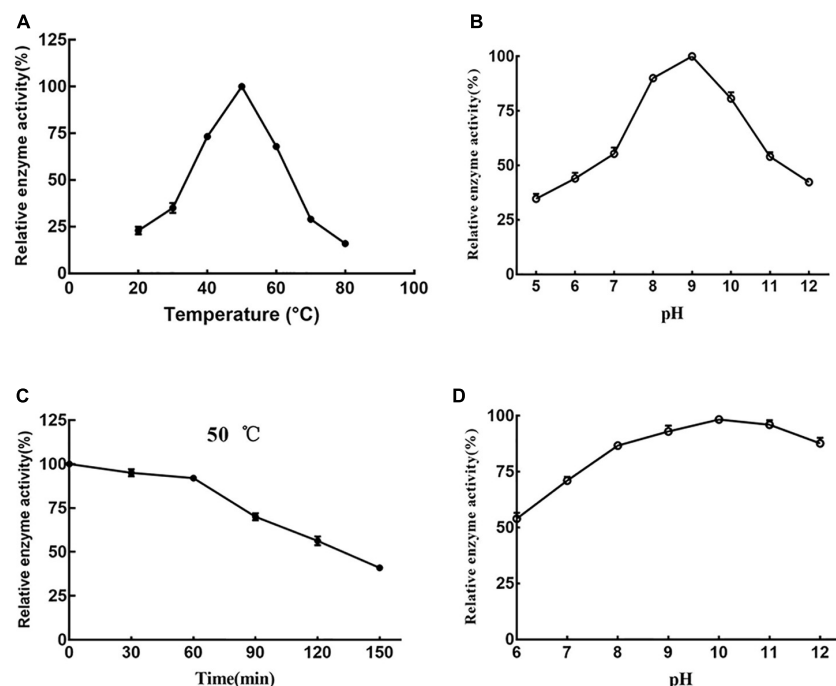 A
Relative enzyme activity(%)
125
100
75
50
25
0
0 20 40 60 80 100
Temperature (°C)
B
Relative enzyme activity(%)
100
75
50
25
0
5 6 7 8 9 10 11 12
pH
C
Relative enzyme activity(%)
125
100
75
50
25
0
50 ℃
0 30 60 90 120 150
Time(min)
D
Relative enzyme activity(%)
100
75
50
25
0
6 7 8 9 10 11 12
pH